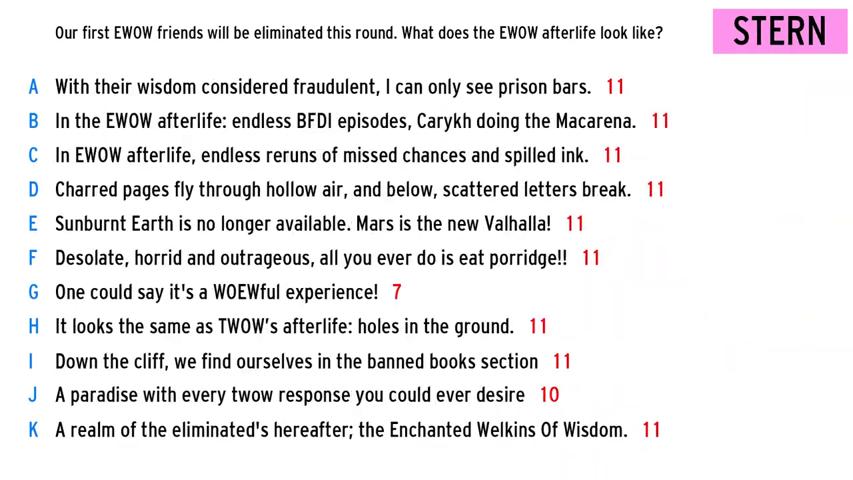 Our first EWOW friends will be eliminated this round. What does the EWOW afterlife look like?
STERN
A With their wisdom considered fraudulent, I can only see prison bars. 11
B In the EWOW afterlife: endless BFDI episodes, Carykh doing the Macarena. 11
C In EWOW afterlife, endless reruns of missed chances and spilled ink. 11
D Charred pages fly through hollow air, and below, scattered letters break. 11
E Sunburnt Earth is no longer available. Mars is the new Valhalla! 11
F Desolate, horrid and outrageous, all you ever do is eat porridge!! 11
G One could say it's a WOEWful experience! 7
H It looks the same as TWOW’s afterlife: holes in the ground. 11
I Down the cliff, we find ourselves in the banned books section 11
J A paradise with every twow response you could ever desire 10
K A realm of the eliminated's hereafter; the Enchanted Welkins Of Wisdom. 11